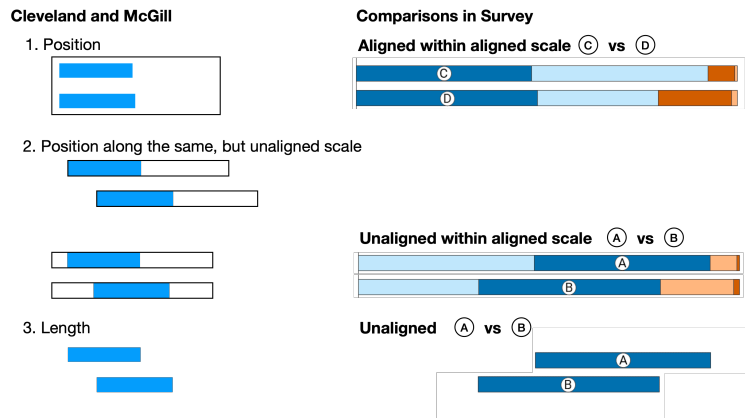 Cleveland and McGill
Comparisons in Survey
1. Position
Aligned within aligned scale C vs D
C
D
2. Position along the same, but unaligned scale
Unaligned within aligned scale A vs B
A
B
3. Length
Unaligned A vs B
A
B